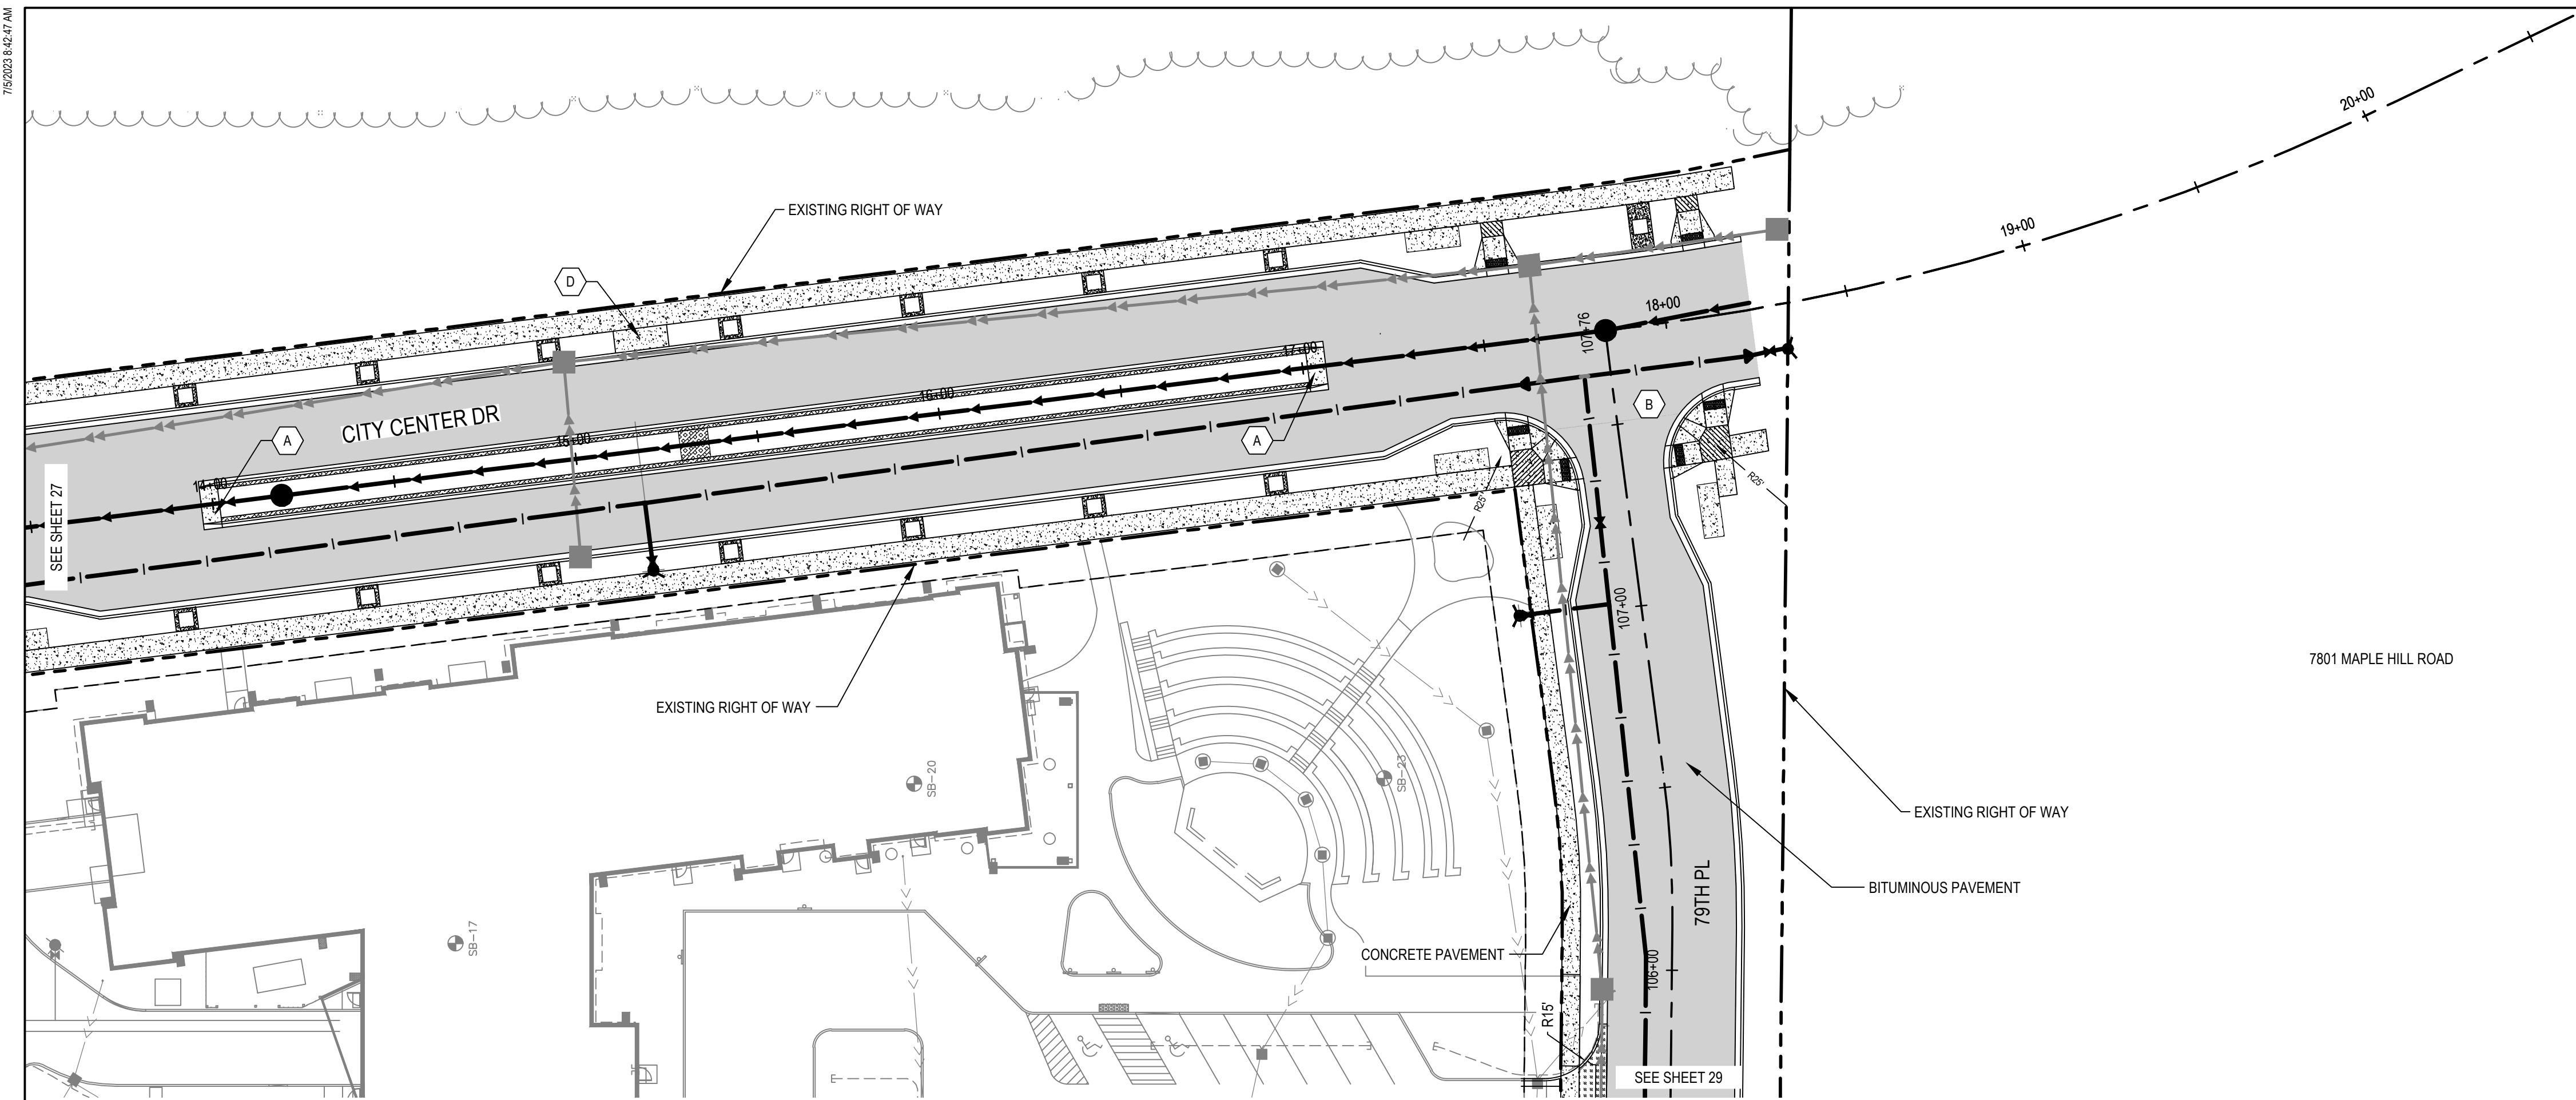 7/5/2023 8:42:47 AM
20+00
19+00
EXISTING RIGHT OF WAY
D
18+00
107+76
17+00
16+00
B
CITY CENTER DR
A
15+00
A
14+00
SEE SHEET 27
R25'
R25'
107+00
7801 MAPLE HILL ROAD
EXISTING RIGHT OF WAY
SB-20
SB-23
EXISTING RIGHT OF WAY
BITUMINOUS PAVEMENT
79TH PL
SB-17
CONCRETE PAVEMENT
106+00
R15'
SEE SHEET 29